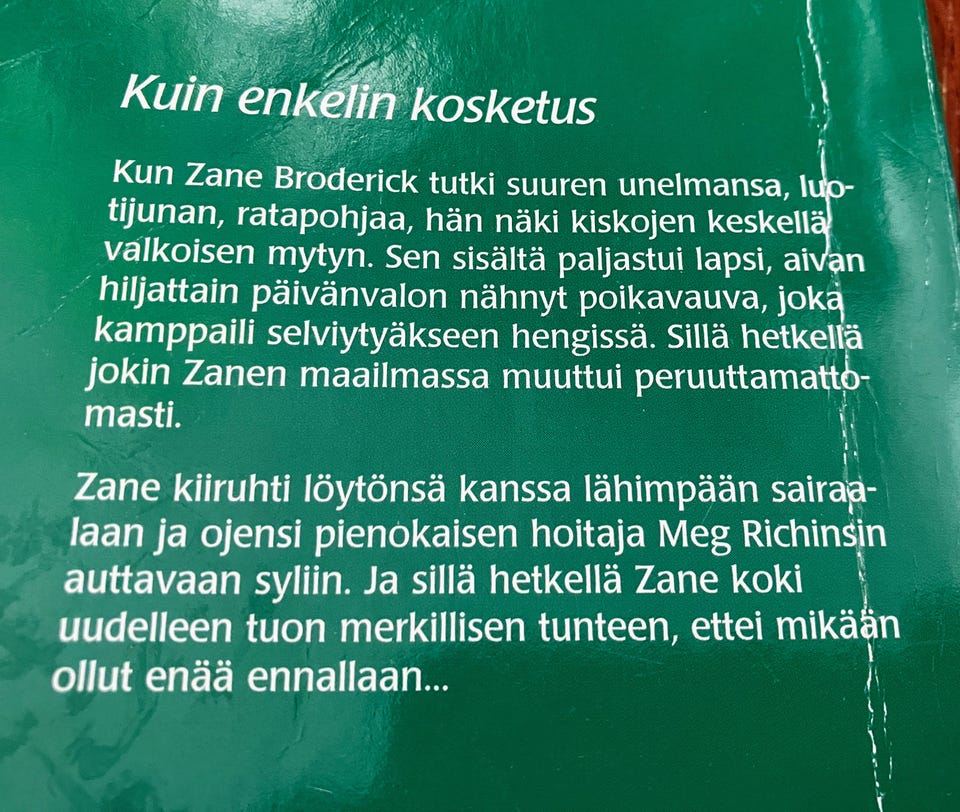 Kuin enkelin kosketus
Kun Zane Broderick tutki suuren unelmansa, luo-
tijunan, ratapohjaa, hän näki kiskojen keskellä
valkoisen mytyn. Sen sisältä paljastui lapsi, aivan
hiljattain päivänvalon nähnyt poikavauva, joka
kamppaili selviytyäkseen hengissä. Sillä hetkellä
jokin Zanen maailmassa muuttui peruuttamatto-
masti.
Zane kiiruhti löytönsä kanssa lähimpään sairaa-
laan ja ojensi pienokaisen hoitaja Meg Richinsin
auttavaan syliin. Ja sillä hetkellä Zane koki
uudelleen tuon merkillisen tunteen, ettei mikään
ollut enää ennallaan...